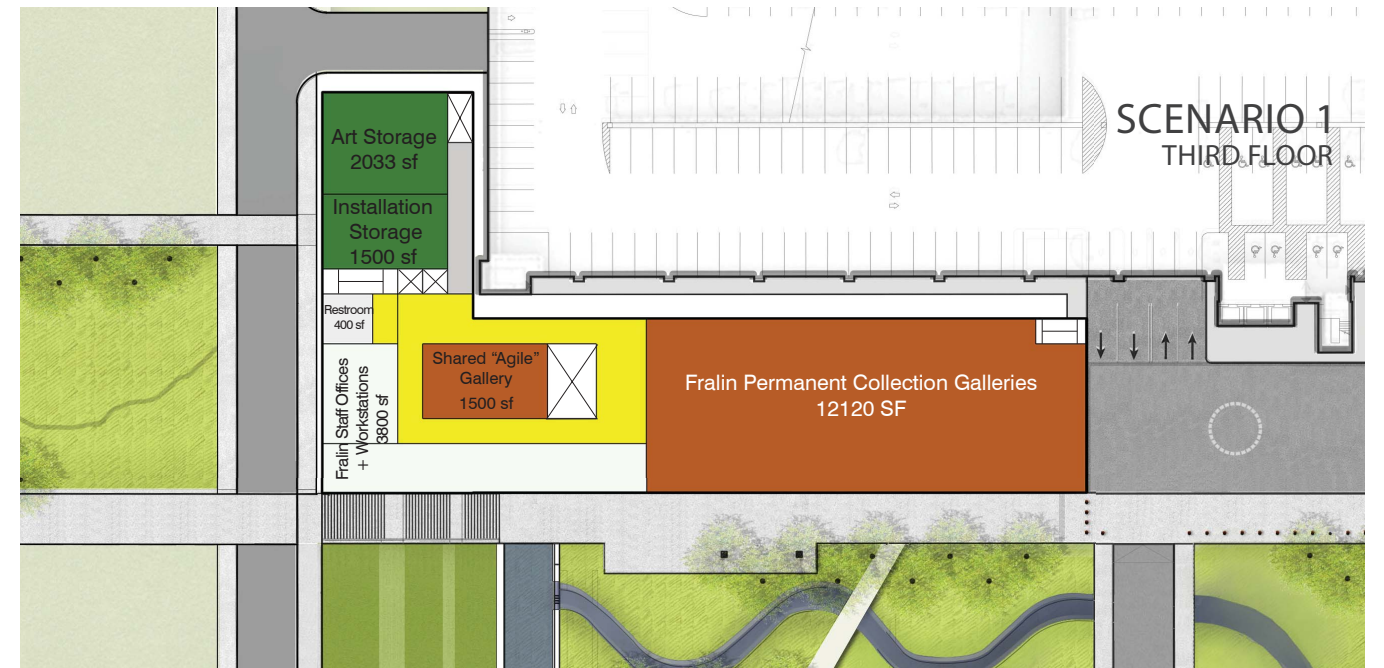 SCENARIO 1
THIRD FLOOR
Art Storage
2033 sf
Installation
Storage
1500 sf
Restroom
400 sf
Shared "Agile"
Gallery
1500 sf
Fralin Permanent Collection Galleries
12120 SF
Fralin Staff Offices
+ Workstations
3800 sf